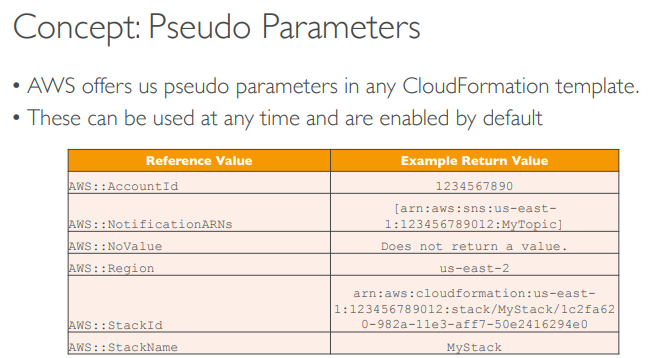 Concept: Pseudo Parameters
• AWS offers us pseudo parameters in any CloudFormation template.
• These can be used at any time and are enabled by default
Reference Value Example Return Value
AWS::AccountId 1234567890
[arn:aws:sns:us-east-
AWS::NotificationARNs 1:123456789012:MyTopic]
AWS::NoValue Does not return a value.
AWS::Region us-east-2
arn:aws:cloudformation:us-east-
1:123456789012:stack/MyStack/1c2fa62
AWS::StackId 0-982a-11e3-aff7-50e2416294e0
AWS::StackName MyStack